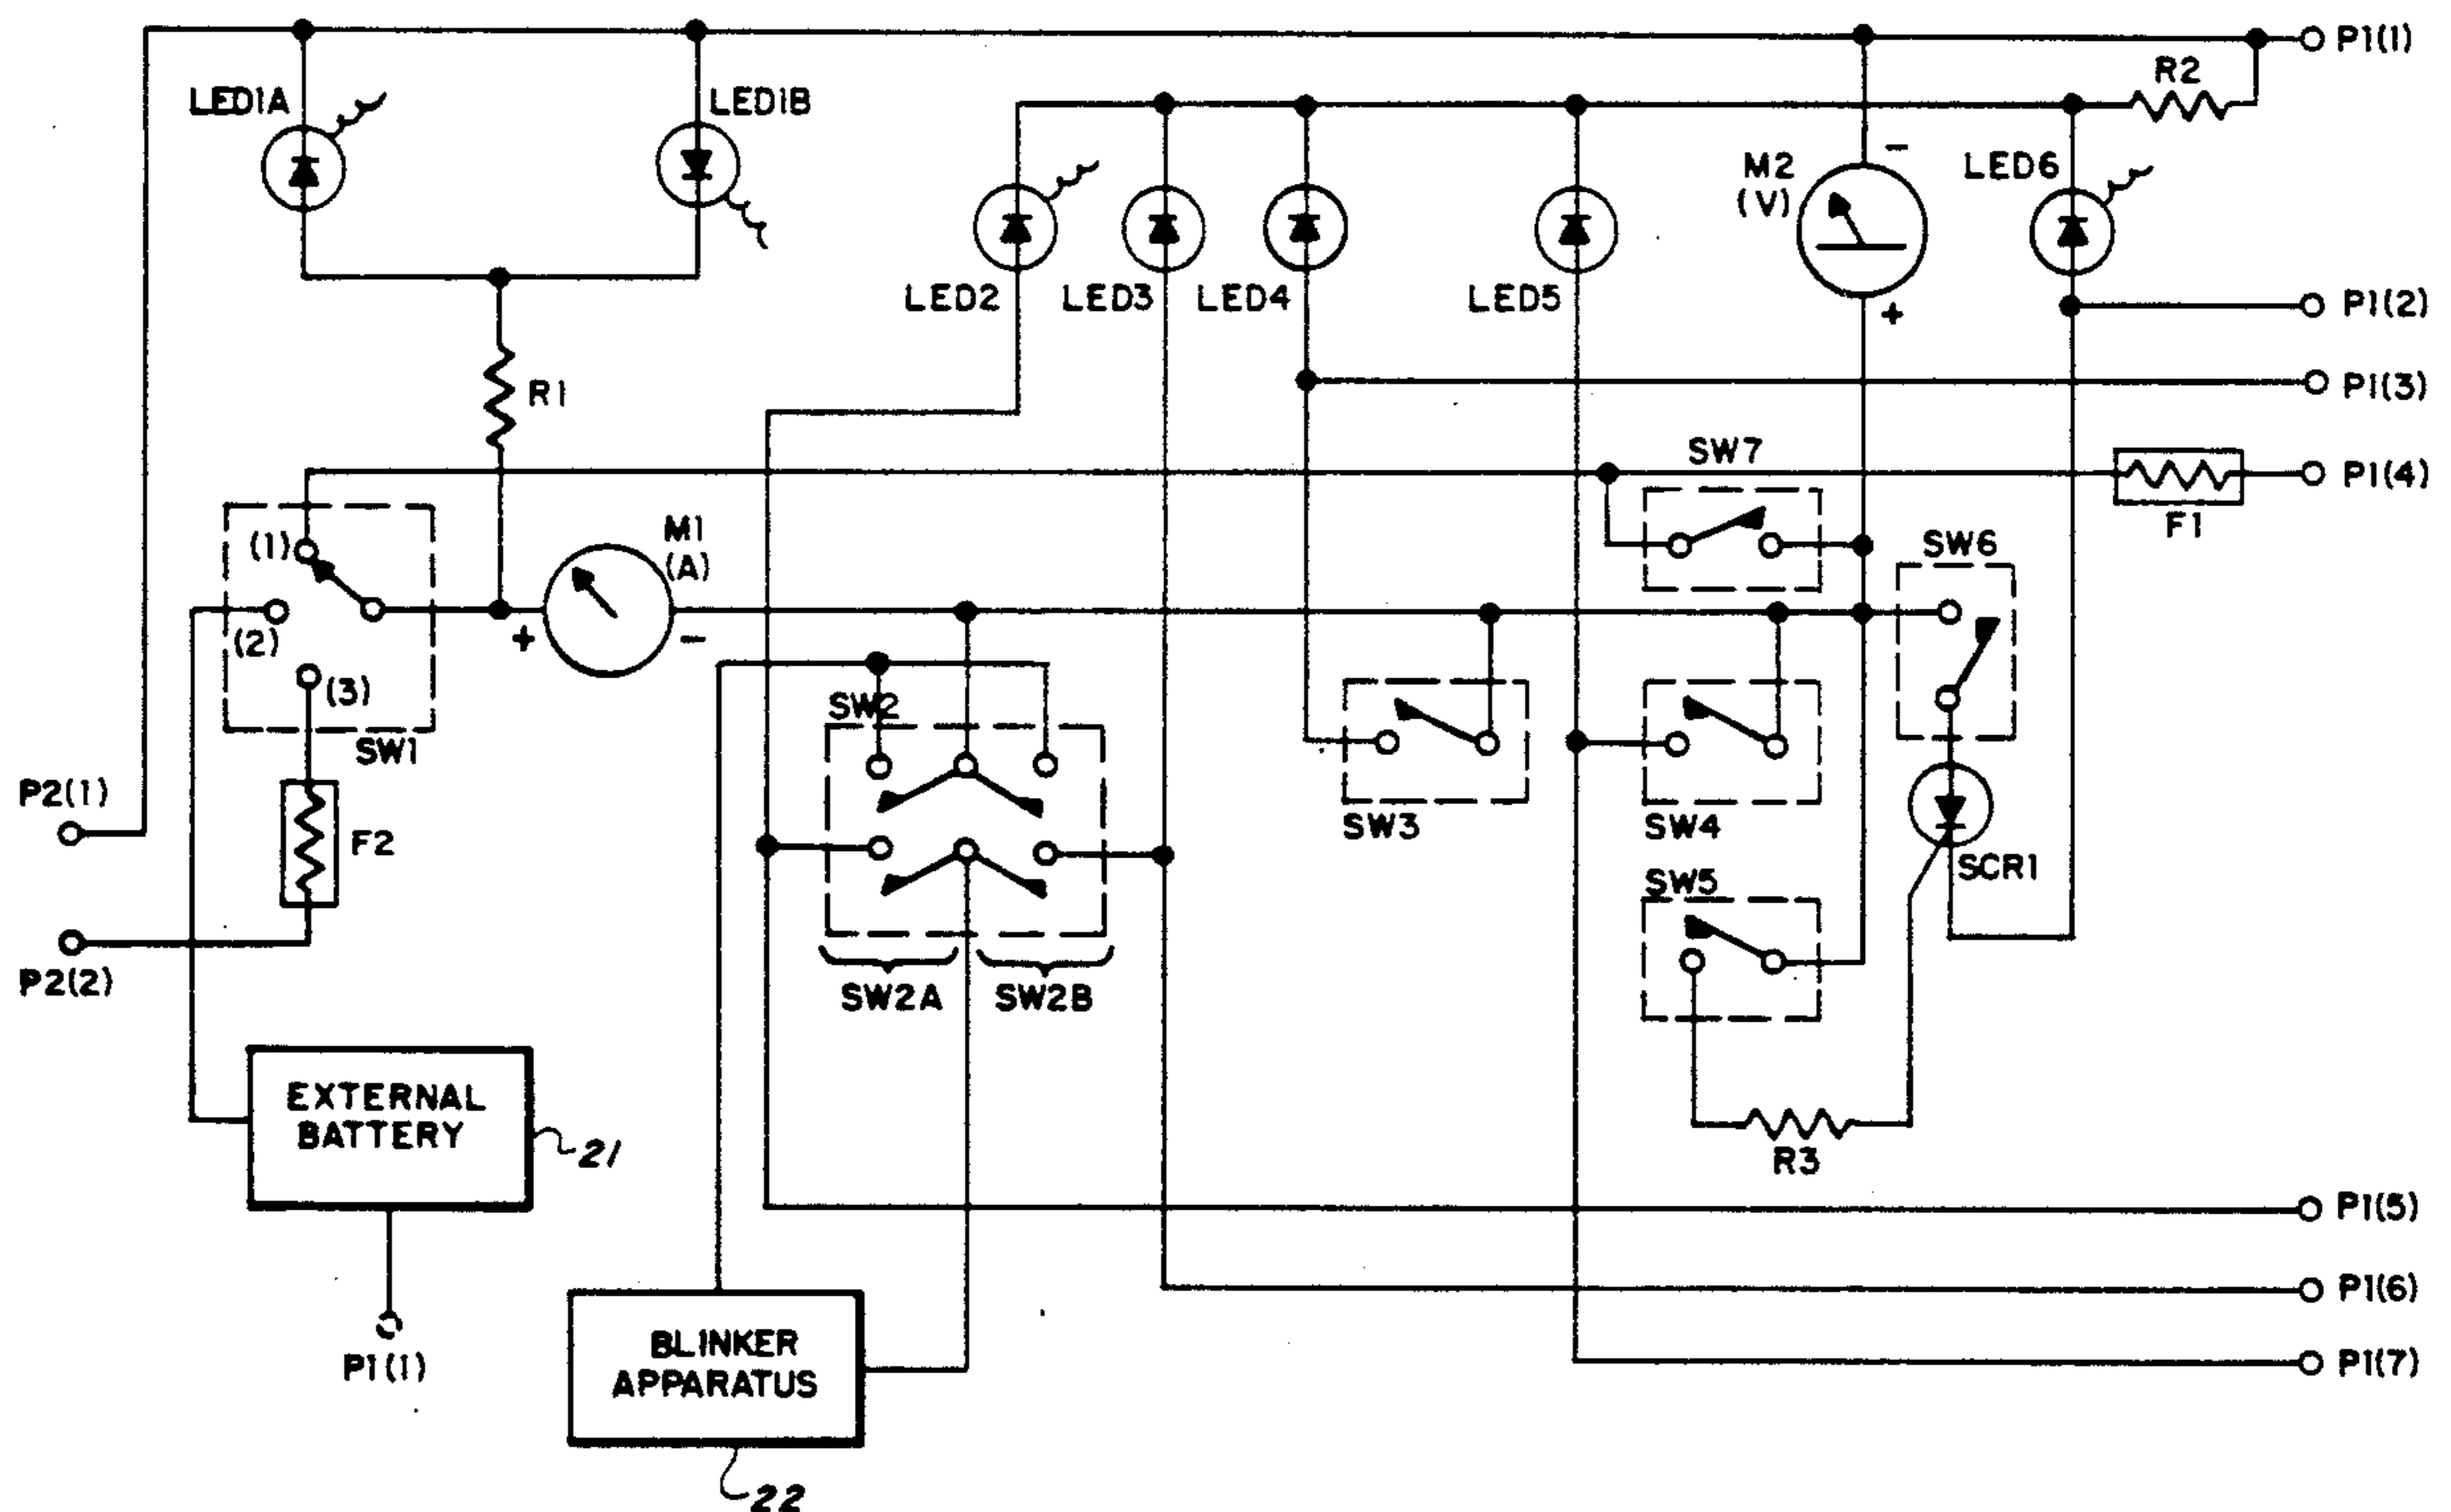 P1(1)
R2
LED1A
LED1B
M2
(V)
LED6
-
+
LED2
LED3
LED4
LED5
P1(2)
P1(3)
R1
SW7
P1(4)
F1
M1
(A)
(1)
(2)
(3)
+
-
SW6
SW1
SW2
P2(1)
F2
SW3
SW4
SCR1
SW5
P2(2)
SW2A
SW2B
EXTERNAL
BATTERY
21
R3
P1(5)
P1(6)
P1(1)
BLINKER
APPARATUS
P1(7)
22